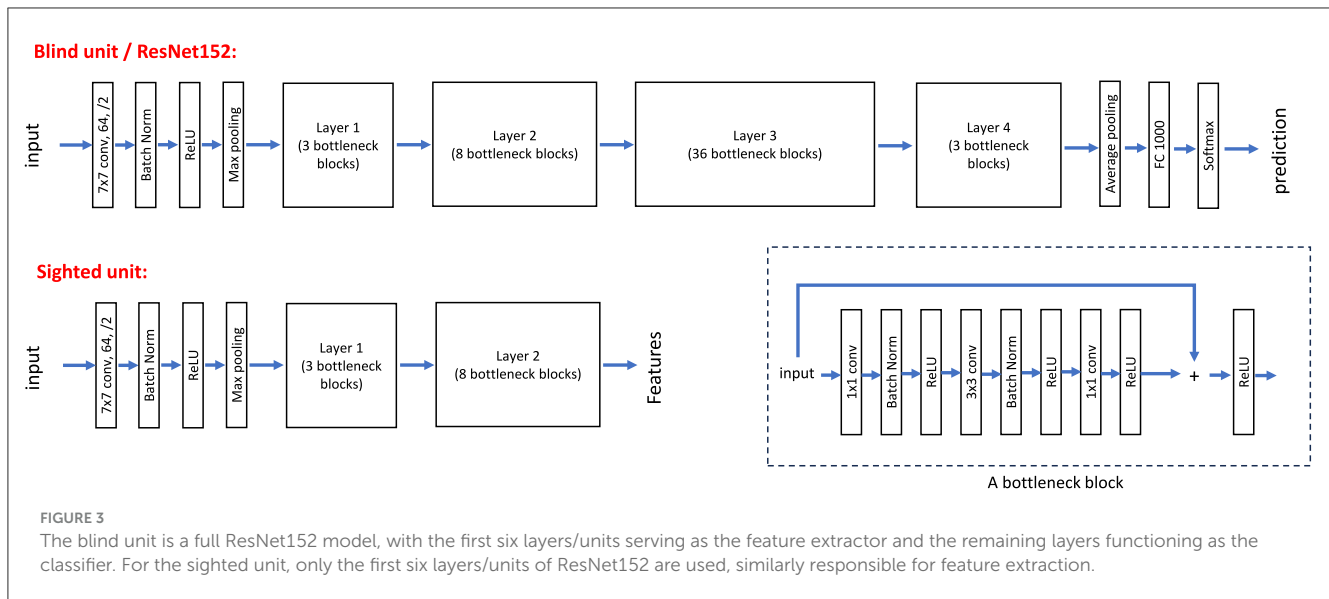 Blind unit / ResNet152:
input
7x7 conv, 64, /2
Batch Norm
ReLU
Max pooling
Layer 1
(3 bottleneck
blocks)
Layer 2
(8 bottleneck blocks)
Layer 3
(36 bottleneck blocks)
Layer 4
(3 bottleneck
blocks)
Average pooling
FC 1000
Softmax
prediction
Sighted unit:
input
7x7 conv, 64, /2
Batch Norm
ReLU
Max pooling
Layer 1
(3 bottleneck
blocks)
Layer 2
(8 bottleneck blocks)
Features
input
1x1 conv
Batch Norm
ReLU
3x3 conv
Batch Norm
ReLU
1x1 conv
ReLU
+
ReLU
A bottleneck block
FIGURE 3
The blind unit is a full ResNet152 model, with the first six layers/units serving as the feature extractor and the remaining layers functioning as the
classifier. For the sighted unit, only the first six layers/units of ResNet152 are used, similarly responsible for feature extraction.